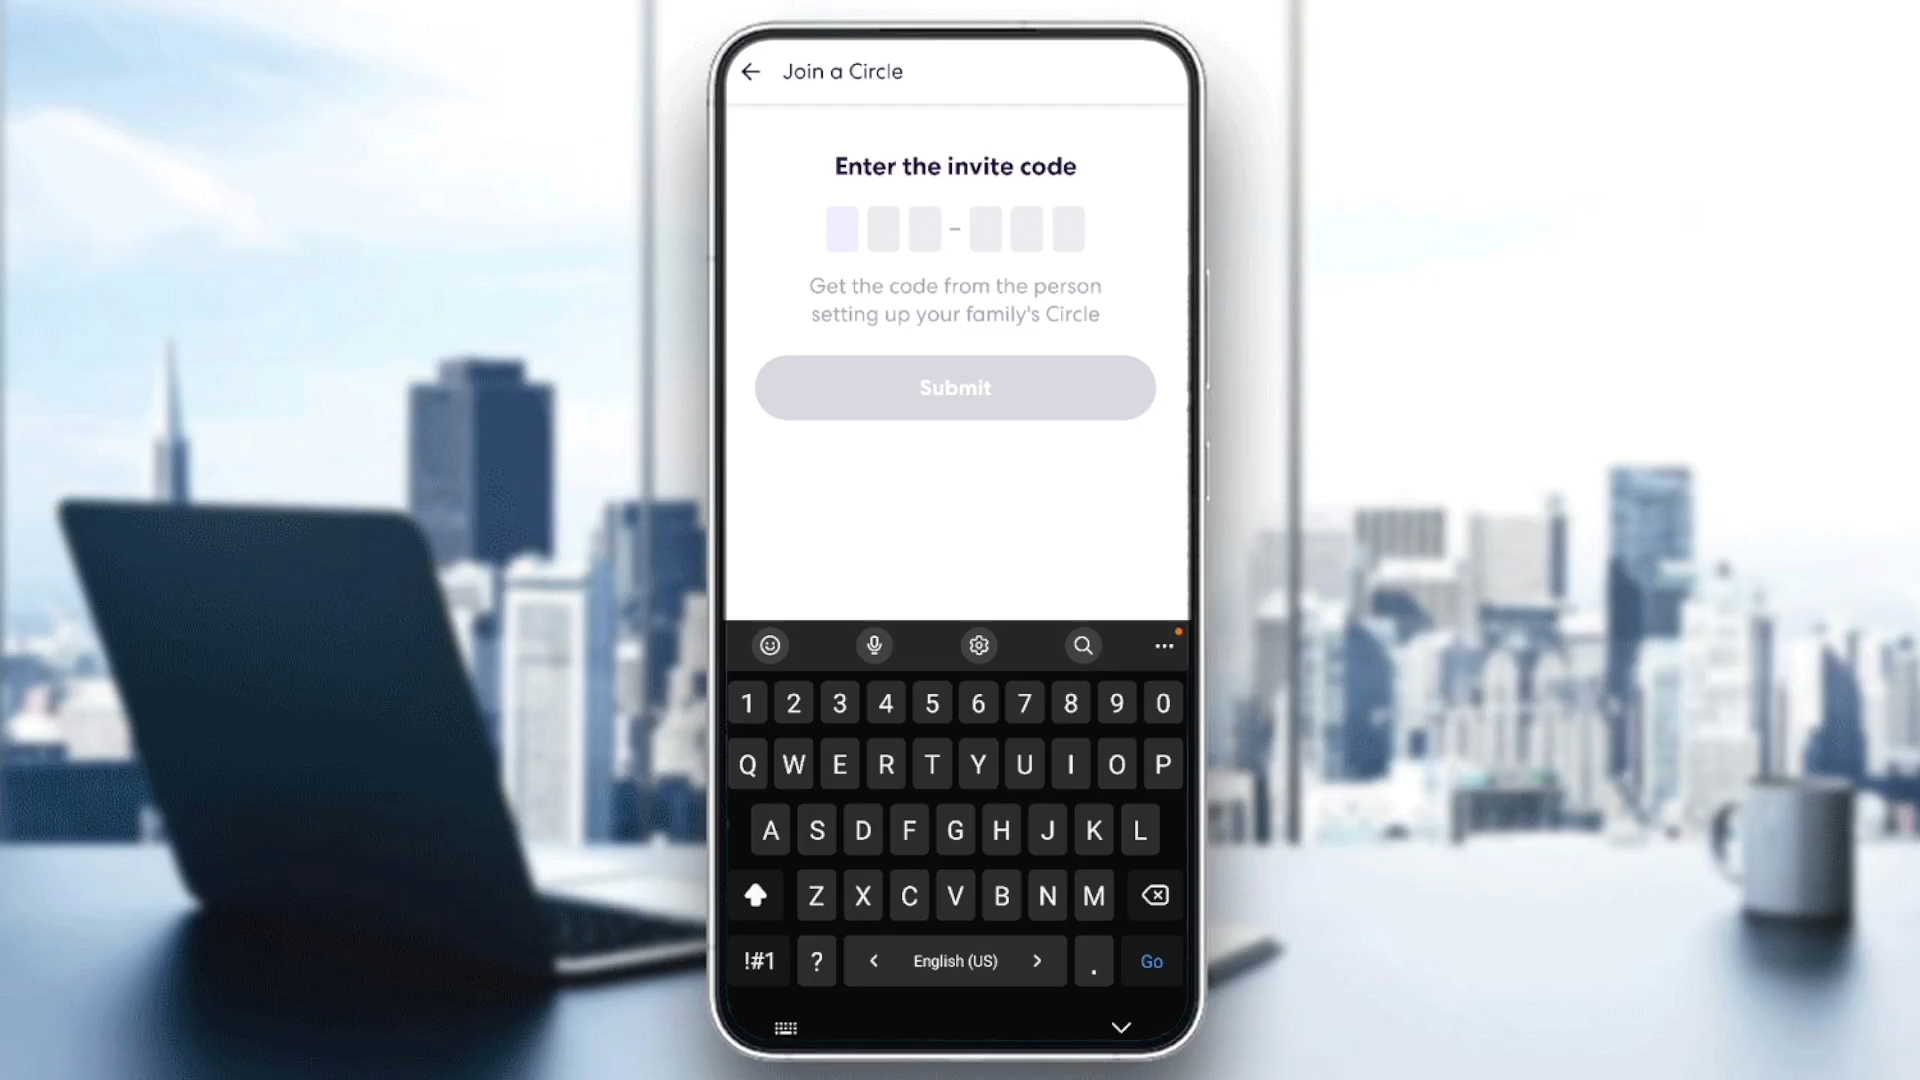 Join a Circle
Enter the invite code
-
Get the code from the person
setting up your family's Circle
Submit
1 2 3 4 5 6 7 8 9 0
Q W E R T Y U I O P
A S D F G H J K L
Z X C V B N M
!#1 ? < English (US) > . Go